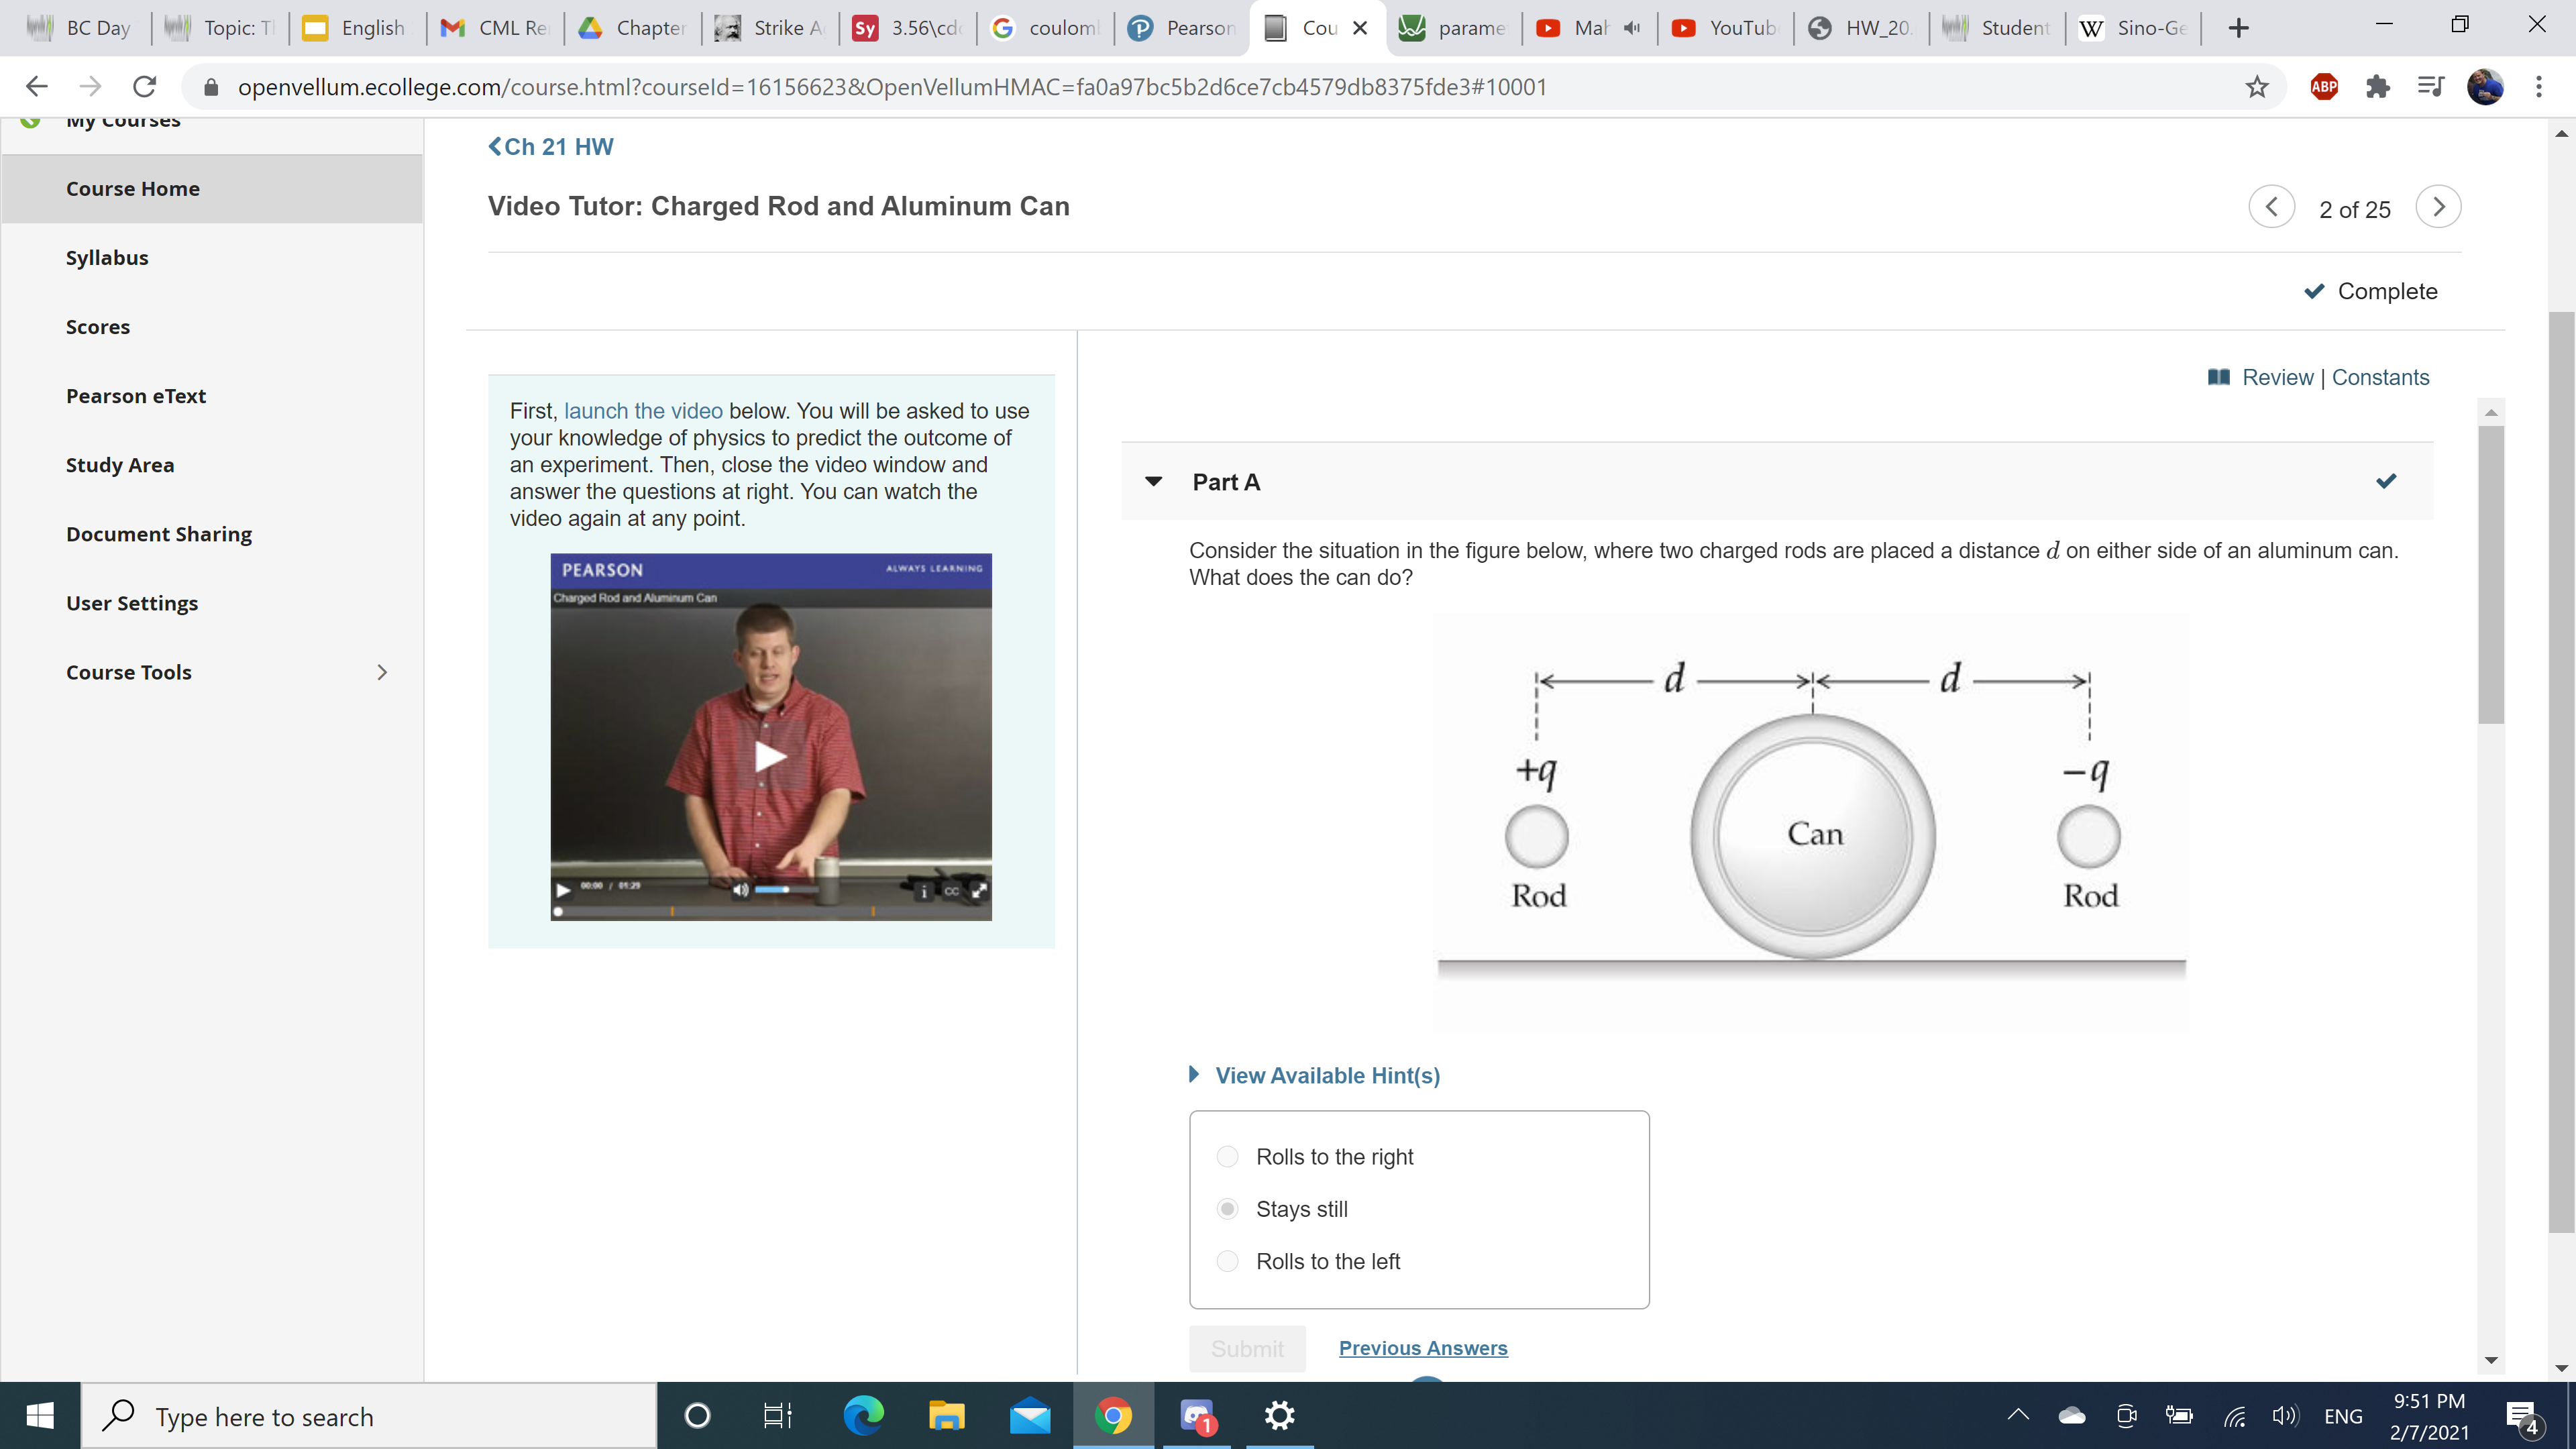 BC Day
Topic: Tl
English
CML Re
Chapter
Strike A
Sy 3.56\cd
coulom
Pearson
Cou
parame
Mah
YouTub
HW_20.
Student
W Sino-Ge
openvellum.ecollege.com/course.html?courseId=16156623&OpenVellumHMAC=fa0a97bc5b2d6ce7cb4579db8375fde3#10001
ABP
My Courses
Course Home
Syllabus
Scores
Pearson eText
Study Area
Document Sharing
User Settings
Course Tools
Ch 21 HW
Video Tutor: Charged Rod and Aluminum Can
2 of 25
Complete
First, launch the video below. You will be asked to use
your knowledge of physics to predict the outcome of
an experiment. Then, close the video window and
answer the questions at right. You can watch the
video again at any point.
PEARSON ALWAYS LEARNING
Charged Rod and Aluminum Can
00:00 / 01:29
i CC
Review | Constants
Part A
Consider the situation in the figure below, where two charged rods are placed a distance d on either side of an aluminum can.
What does the can do?
d d
+q −q
Can
Rod Rod
View Available Hint(s)
Rolls to the right
Stays still
Rolls to the left
Submit Previous Answers
Type here to search
1
ENG
9:51 PM
2/7/2021
4